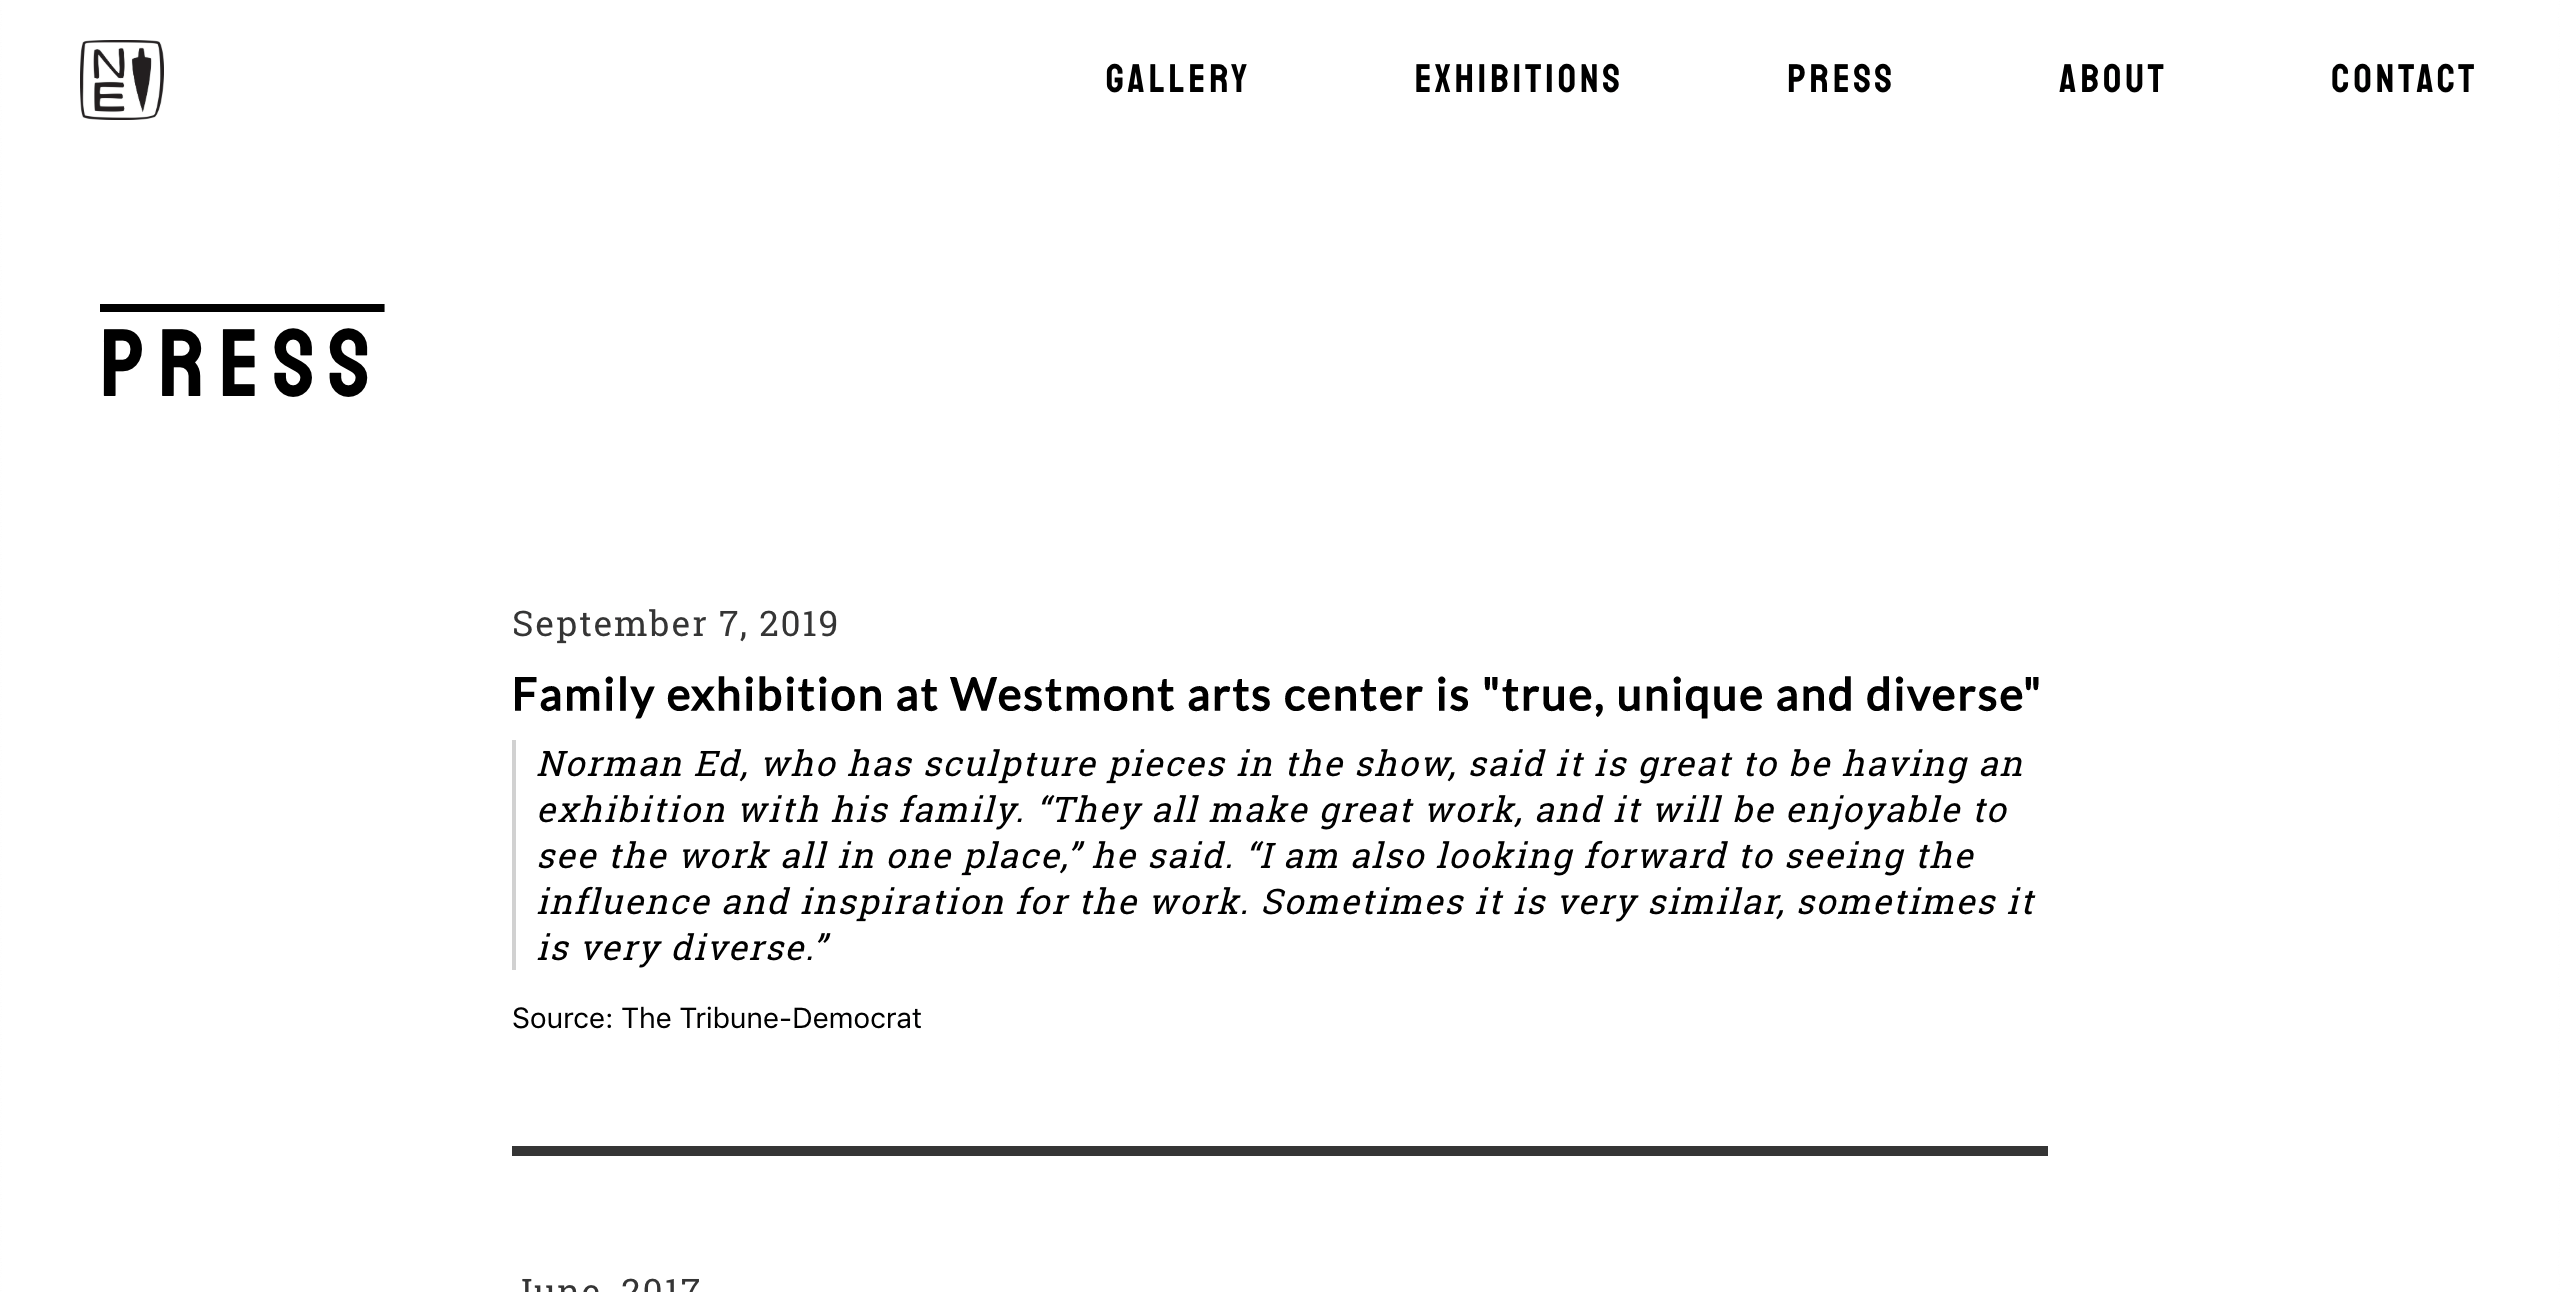 NE
GALLERY EXHIBITIONS PRESS ABOUT CONTACT
PRESS
September 7, 2019
Family exhibition at Westmont arts center is "true, unique and diverse"
Norman Ed, who has sculpture pieces in the show, said it is great to be having an
exhibition with his family. “They all make great work, and it will be enjoyable to
see the work all in one place,” he said. “I am also looking forward to seeing the
influence and inspiration for the work. Sometimes it is very similar, sometimes it
is very diverse.”
Source: The Tribune-Democrat
June, 2017